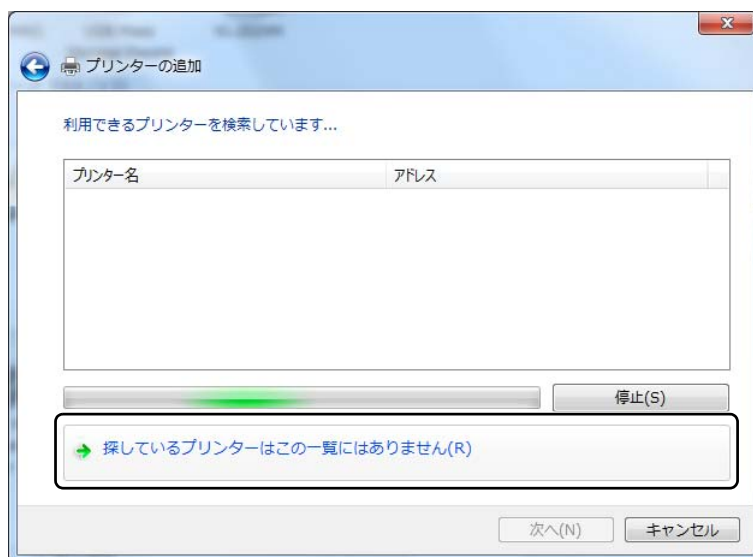 プリンターの追加
利用できるプリンターを検索しています...
プリンター名 アドレス
停止(S)
探しているプリンターはこの一覧にはありません(R)
次へ(N) キャンセル